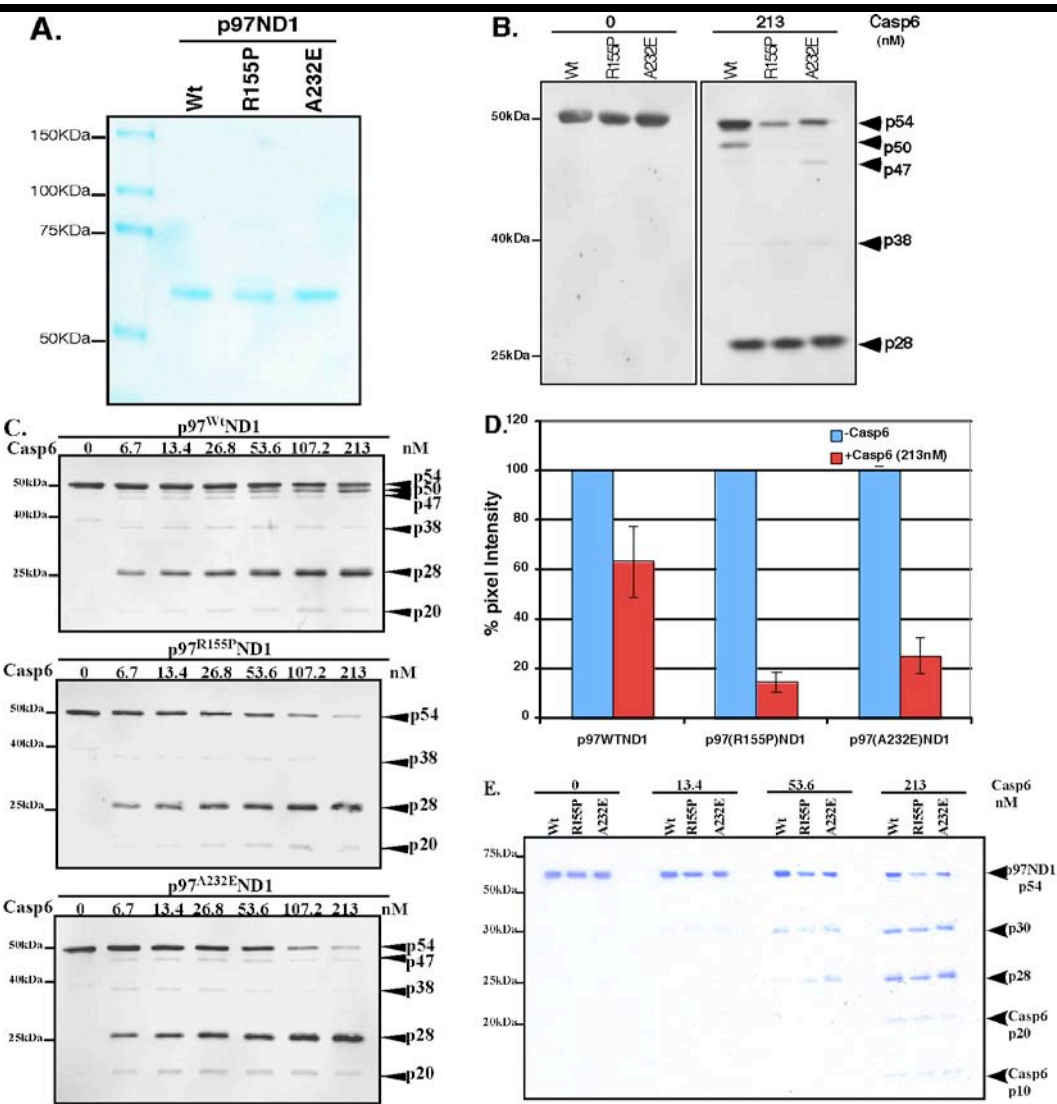 A.
p97ND1
Wt R155P A232E
150KDa
100KDa
75KDa
50KDa
B.
0 213 Casp6 (nM)
Wt R155P A232E Wt R155P A232E
50kDa
40kDa
25kDa
p54
p50
p47
p38
p28
C.
p97WtND1
Casp6 0 6.7 13.4 26.8 53.6 107.2 213 nM
50kDa
40kDa
25kDa
p54
p50
p47
p38
p28
p20
p97R155PND1
Casp6 0 6.7 13.4 26.8 53.6 107.2 213 nM
50kDa
40kDa
25kDa
p54
p38
p28
p20
p97A232END1
Casp6 0 6.7 13.4 26.8 53.6 107.2 213 nM
50kDa
40kDa
25kDa
p54
p47
p38
p28
p20
D.
-Casp6
+Casp6 (213nM)
% pixel Intensity
120
100
80
60
40
20
0
p97WTND1 p97(R155P)ND1 p97(A232E)ND1
E.
0 13.4 53.6 213 Casp6 nM
Wt R155P A232E Wt R155P A232E Wt R155P A232E Wt R155P A232E
75kDa
50kDa
30kDa
25kDa
20kDa
p97ND1
p54
p30
p28
Casp6
p20
Casp6
p10